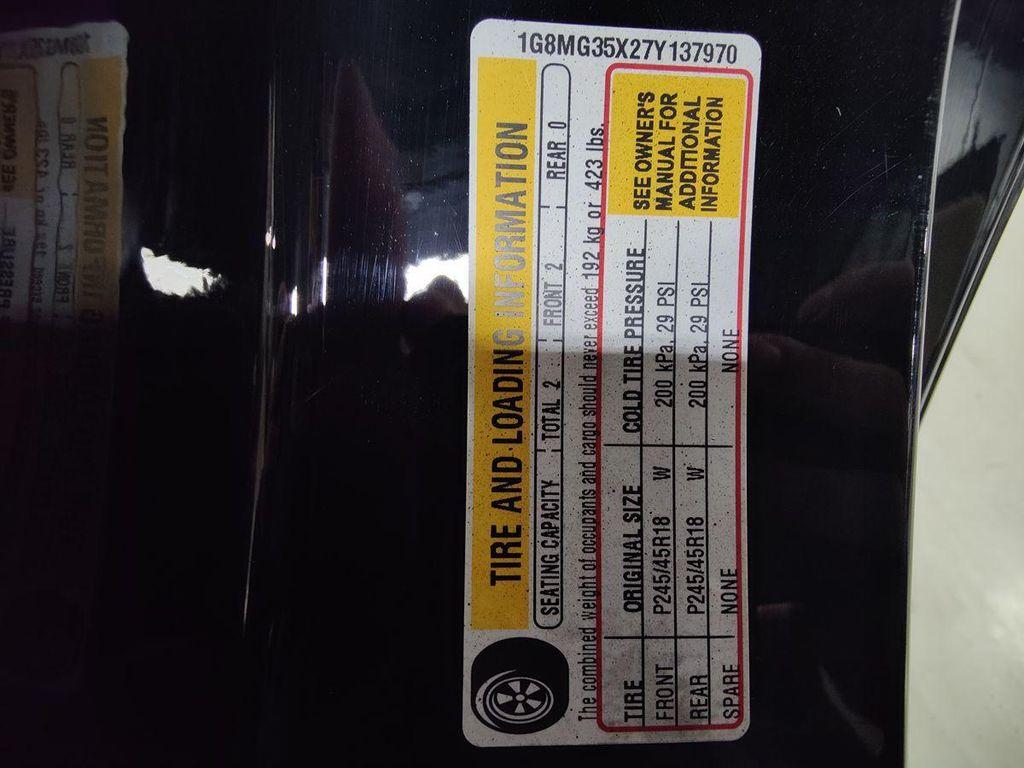 1G8MG35X27Y137970
TIRE AND LOADING INFORMATION
SEATING CAPACITY TOTAL 2 FRONT 2 REAR 0
The combined weight of occupants and cargo should never exceed 192 kg or 423 lbs.
TIRE ORIGINAL SIZE COLD TIRE PRESSURE
FRONT P245/45R18 W 200 kPa, 29 PSI
REAR P245/45R18 W 200 kPa, 29 PSI
SPARE NONE NONE
SEE OWNER'S
MANUAL FOR
ADDITIONAL
INFORMATION